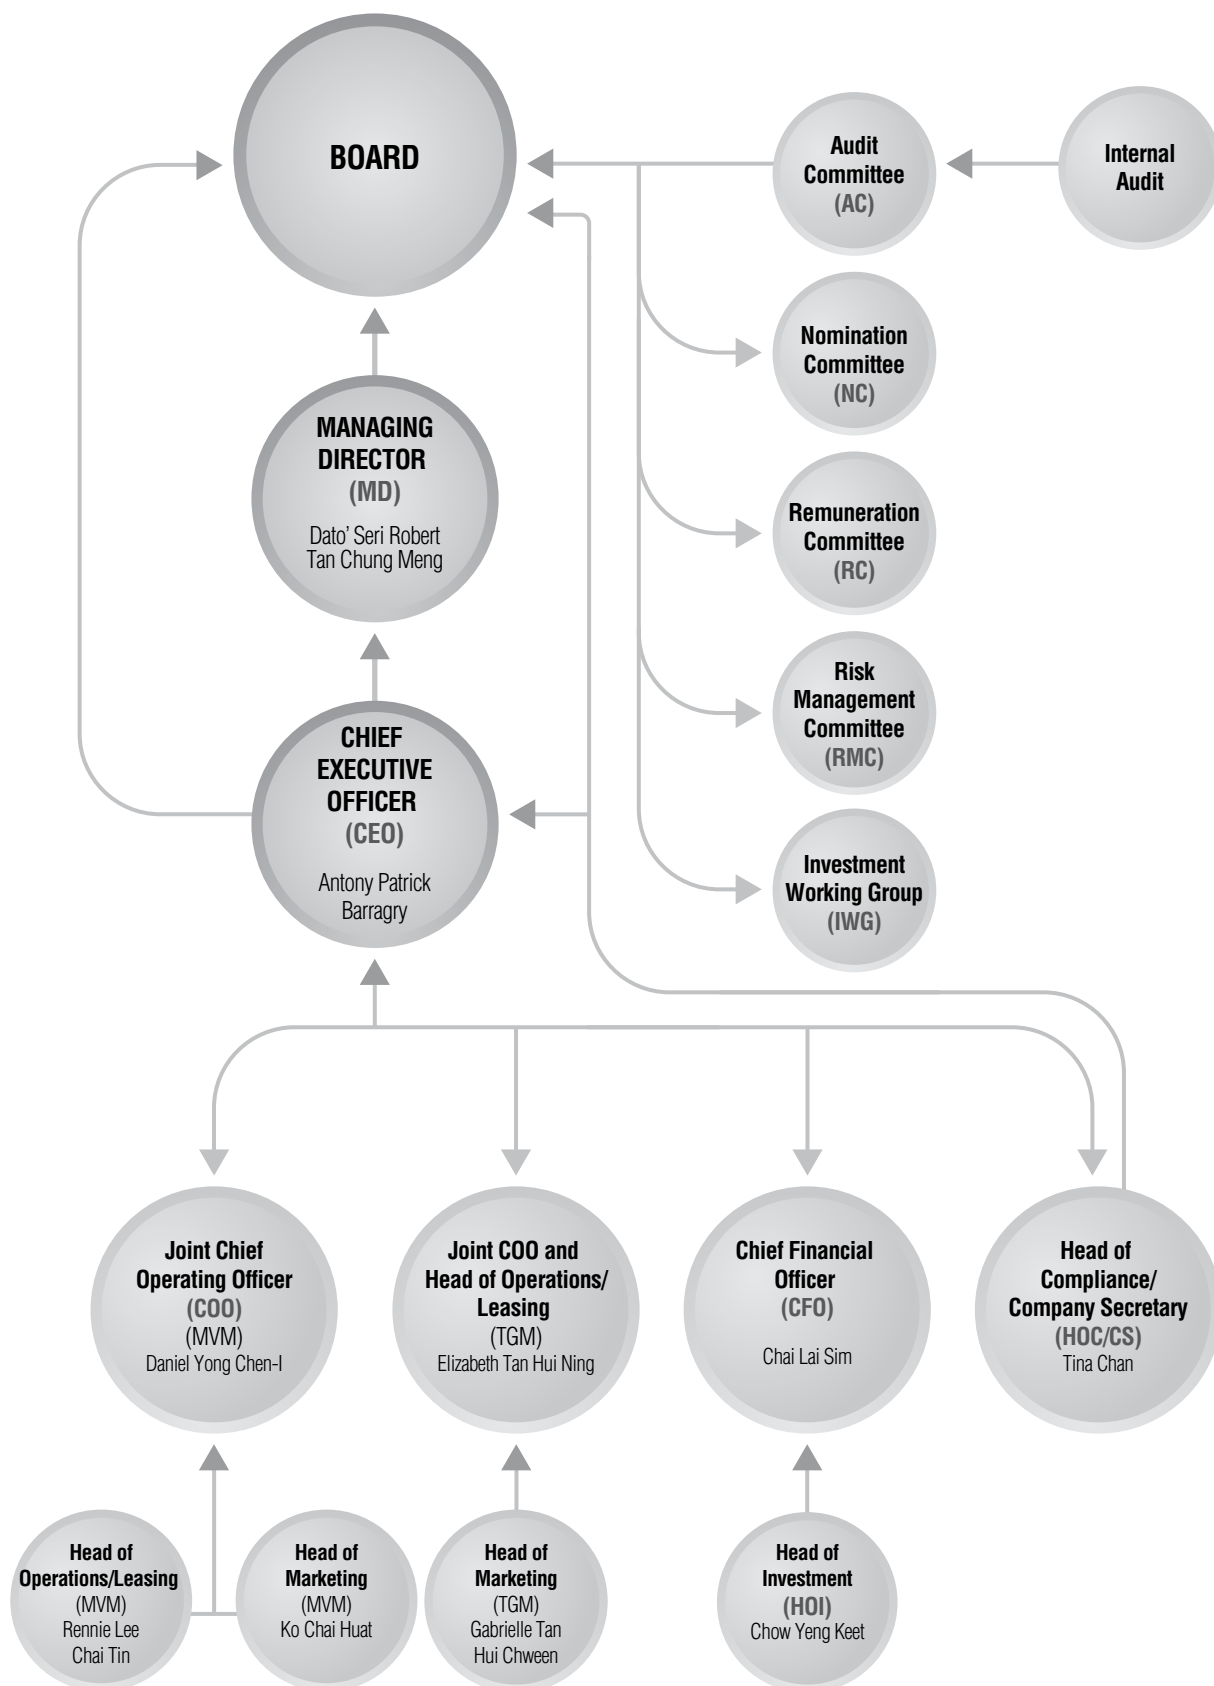 BOARD
Audit
Committee
(AC)
Internal
Audit
Nomination
Committee
(NC)
MANAGING
DIRECTOR
(MD)
Dato’ Seri Robert
Tan Chung Meng
Remuneration
Committee
(RC)
Risk
Management
Committee
(RMC)
CHIEF
EXECUTIVE
OFFICER
(CEO)
Antony Patrick
Barragry
Investment
Working Group
(IWG)
Joint Chief
Operating Officer
(COO)
(MVM)
Daniel Yong Chen-I
Joint COO and
Head of Operations/
Leasing
(TGM)
Elizabeth Tan Hui Ning
Chief Financial
Officer
(CFO)
Chai Lai Sim
Head of
Compliance/
Company Secretary
(HOC/CS)
Tina Chan
Head of
Operations/Leasing
(MVM)
Rennie Lee
Chai Tin
Head of
Marketing
(MVM)
Ko Chai Huat
Head of
Marketing
(TGM)
Gabrielle Tan
Hui Chween
Head of
Investment
(HOI)
Chow Yeng Keet